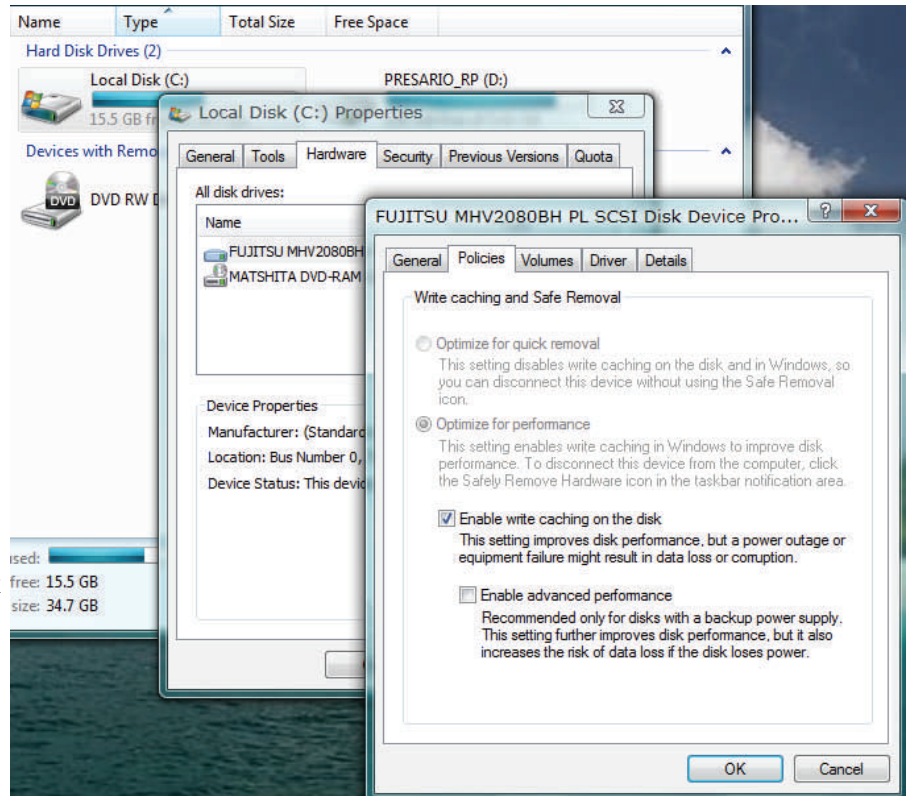 Name Type Total Size Free Space
Hard Disk Drives (2)
Local Disk (C:) PRESARIO_RP (D:)
15.5 GB
Devices with
DVD RW
used:
free: 15.5 GB
size: 34.7 GB
Local Disk (C:) Properties
General Tools Hardware Security Previous Versions Quota
All disk drives:
Name
FUJITSU MHV2080BH
MATSHITA DVD-RAM
Device Properties
Manufacturer: (Standard
Location: Bus Number 0,
Device Status: This
FUJITSU MHV2080BH PL SCSI Disk Device Pro...
General Policies Volumes Driver Details
Write caching and Safe Removal
Optimize for quick removal
This setting disables write caching on the disk and in Windows, so
you can disconnect this device without using the Safe Removal
icon.
Optimize for performance
This setting enables write caching in Windows to improve disk
performance. To disconnect this device from the computer, click
the Safely Remove Hardware icon in the taskbar notification area.
Enable write caching on the disk
This setting improves disk performance, but a power outage or
equipment failure might result in data loss or corruption.
Enable advanced performance
Recommended only for disks with a backup power supply.
This setting further improves disk performance, but it also
increases the risk of data loss if the disk loses power.
OK Cancel